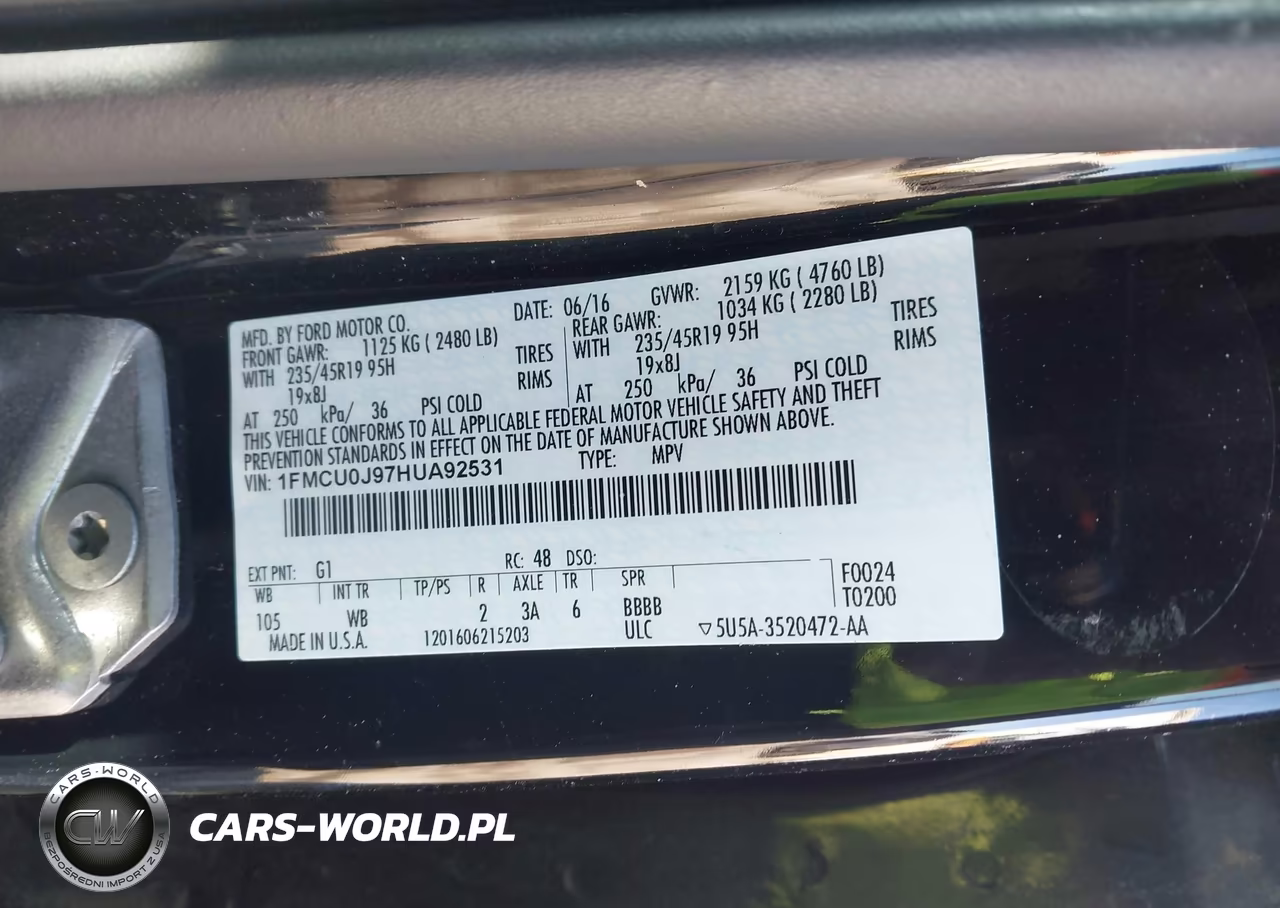 MFD. BY FORD MOTOR CO. DATE: 06/16 GVWR: 2159 KG ( 4760 LB)
FRONT GAWR: 1125 KG ( 2480 LB) REAR GAWR: 1034 KG ( 2280 LB)
WITH 235/45R19 95H TIRES WITH 235/45R19 95H TIRES
19x8J RIMS 19x8J RIMS
AT 250 kPa/ 36 PSI COLD AT 250 kPa/ 36 PSI COLD
THIS VEHICLE CONFORMS TO ALL APPLICABLE FEDERAL MOTOR VEHICLE SAFETY AND THEFT
PREVENTION STANDARDS IN EFFECT ON THE DATE OF MANUFACTURE SHOWN ABOVE.
VIN: 1FMCU0J97HUA92531 TYPE: MPV
EXT PNT: G1 RC: 48 DSO:
WB INT TR TP/PS R AXLE TR SPR F0024
105 WB 2 3A 6 BBBB T0200
MADE IN U.S.A. 1201606215203 ULC ▽5U5A-3520472-AA
CARS-WORLD
CW
BEZPOŚREDNI IMPORT Z USA
CARS-WORLD.PL